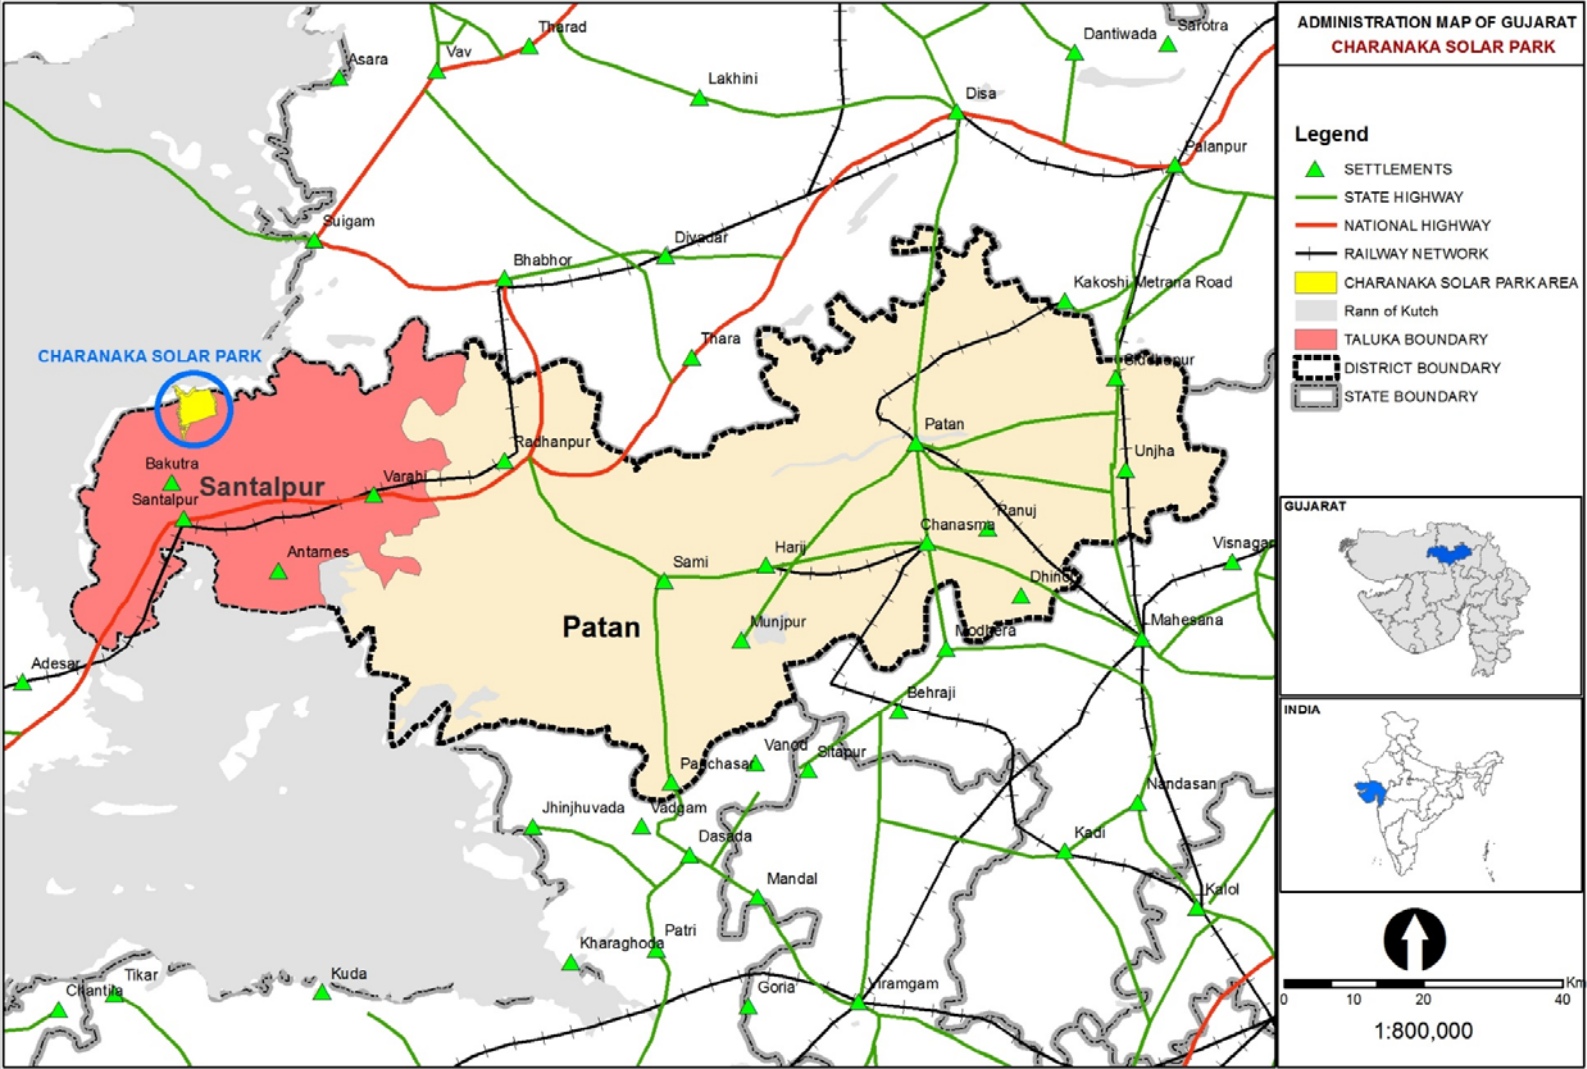 ADMINISTRATION MAP OF GUJARAT
CHARANAKA SOLAR PARK
Legend
SETTLEMENTS
STATE HIGHWAY
NATIONAL HIGHWAY
RAILWAY NETWORK
CHARANAKA SOLAR PARK AREA
Rann of Kutch
TALUKA BOUNDARY
DISTRICT BOUNDARY
STATE BOUNDARY
GUJARAT
INDIA
0 10 20 40 Km
1:800,000
Tharad
Sarotra
Dantiwada
Vav
Asara
Lakhini
Disa
Palanpur
Suigam
Diyadar
Bhabhor
Kakoshi Metrana Road
Thara
CHARANAKA SOLAR PARK
Siddhapur
Patan
Radhanpur
Unjha
Bakutra
Varahi
Santalpur
Santalpur
Ranuj
Chanasma
Visnagar
Harij
Antarnes
Sami
Dhinoj
Patan
Munjpur
Mahesana
Modhera
Adesar
Behraji
Vanod
Sitapur
Panchasar
Nandasan
Jhinjhuvada
Vadgam
Dasada
Kadi
Mandal
Kalol
Patri
Kharaghoda
Tikar
Kuda
Chantila
Goria
Viramgam